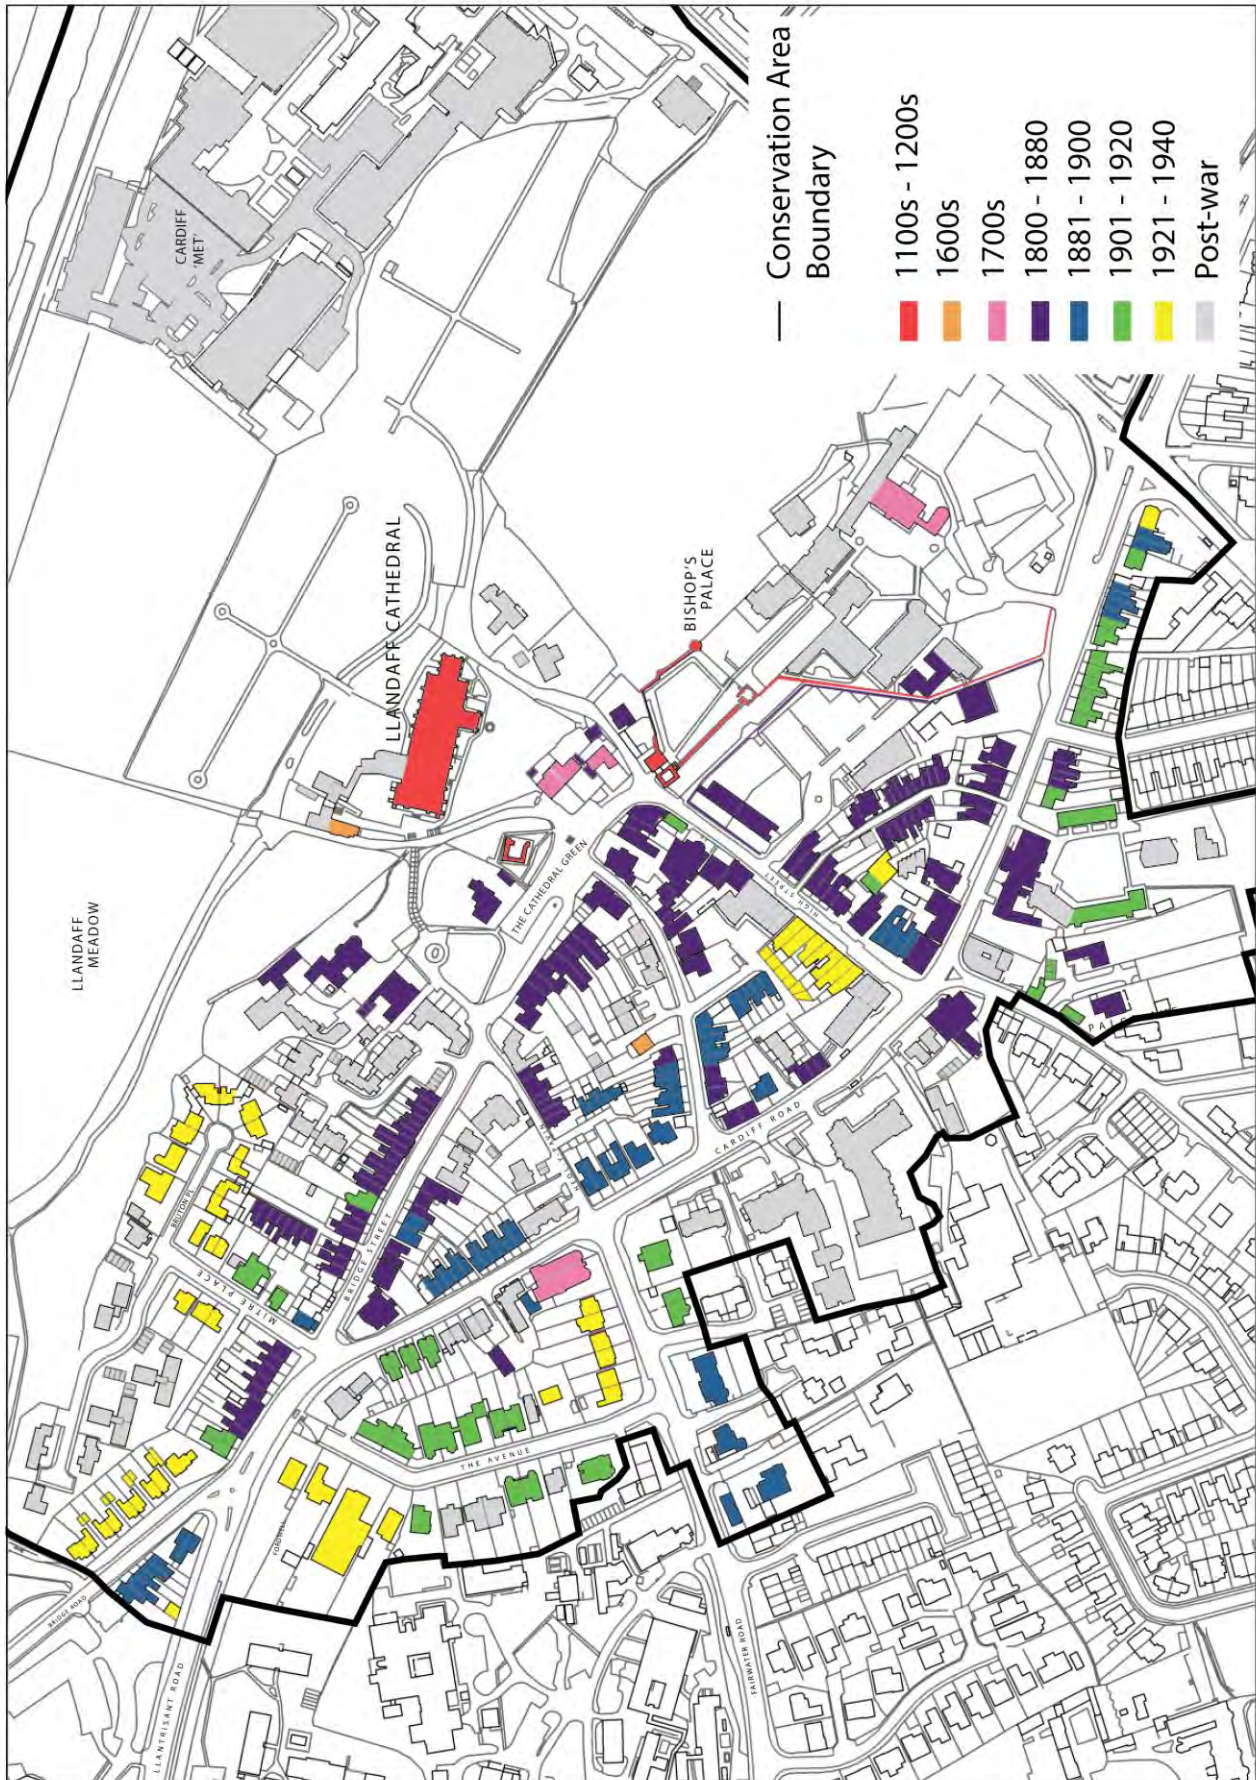 CARDIFF
'MET'
LLANDAFF
MEADOW
LLANDAFF CATHEDRAL
BISHOP'S
PALACE
THE CATHEDRAL GREEN
HIGH STREET
BRUTON PL
MITRE PLACE
BRIDGE STREET
CARDIFF ROAD
THE AVENUE
BRIDGE ROAD
LLANTRISANT ROAD
FAIRWATER ROAD
Conservation Area
Boundary
1100s - 1200s
1600s
1700s
1800 - 1880
1881 - 1900
1901 - 1920
1921 - 1940
Post-war